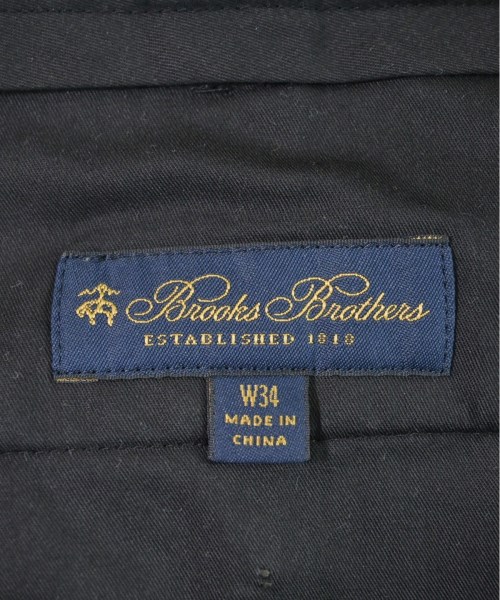 Brooks Brothers
ESTABLISHED 1818
W34
MADE IN
CHINA